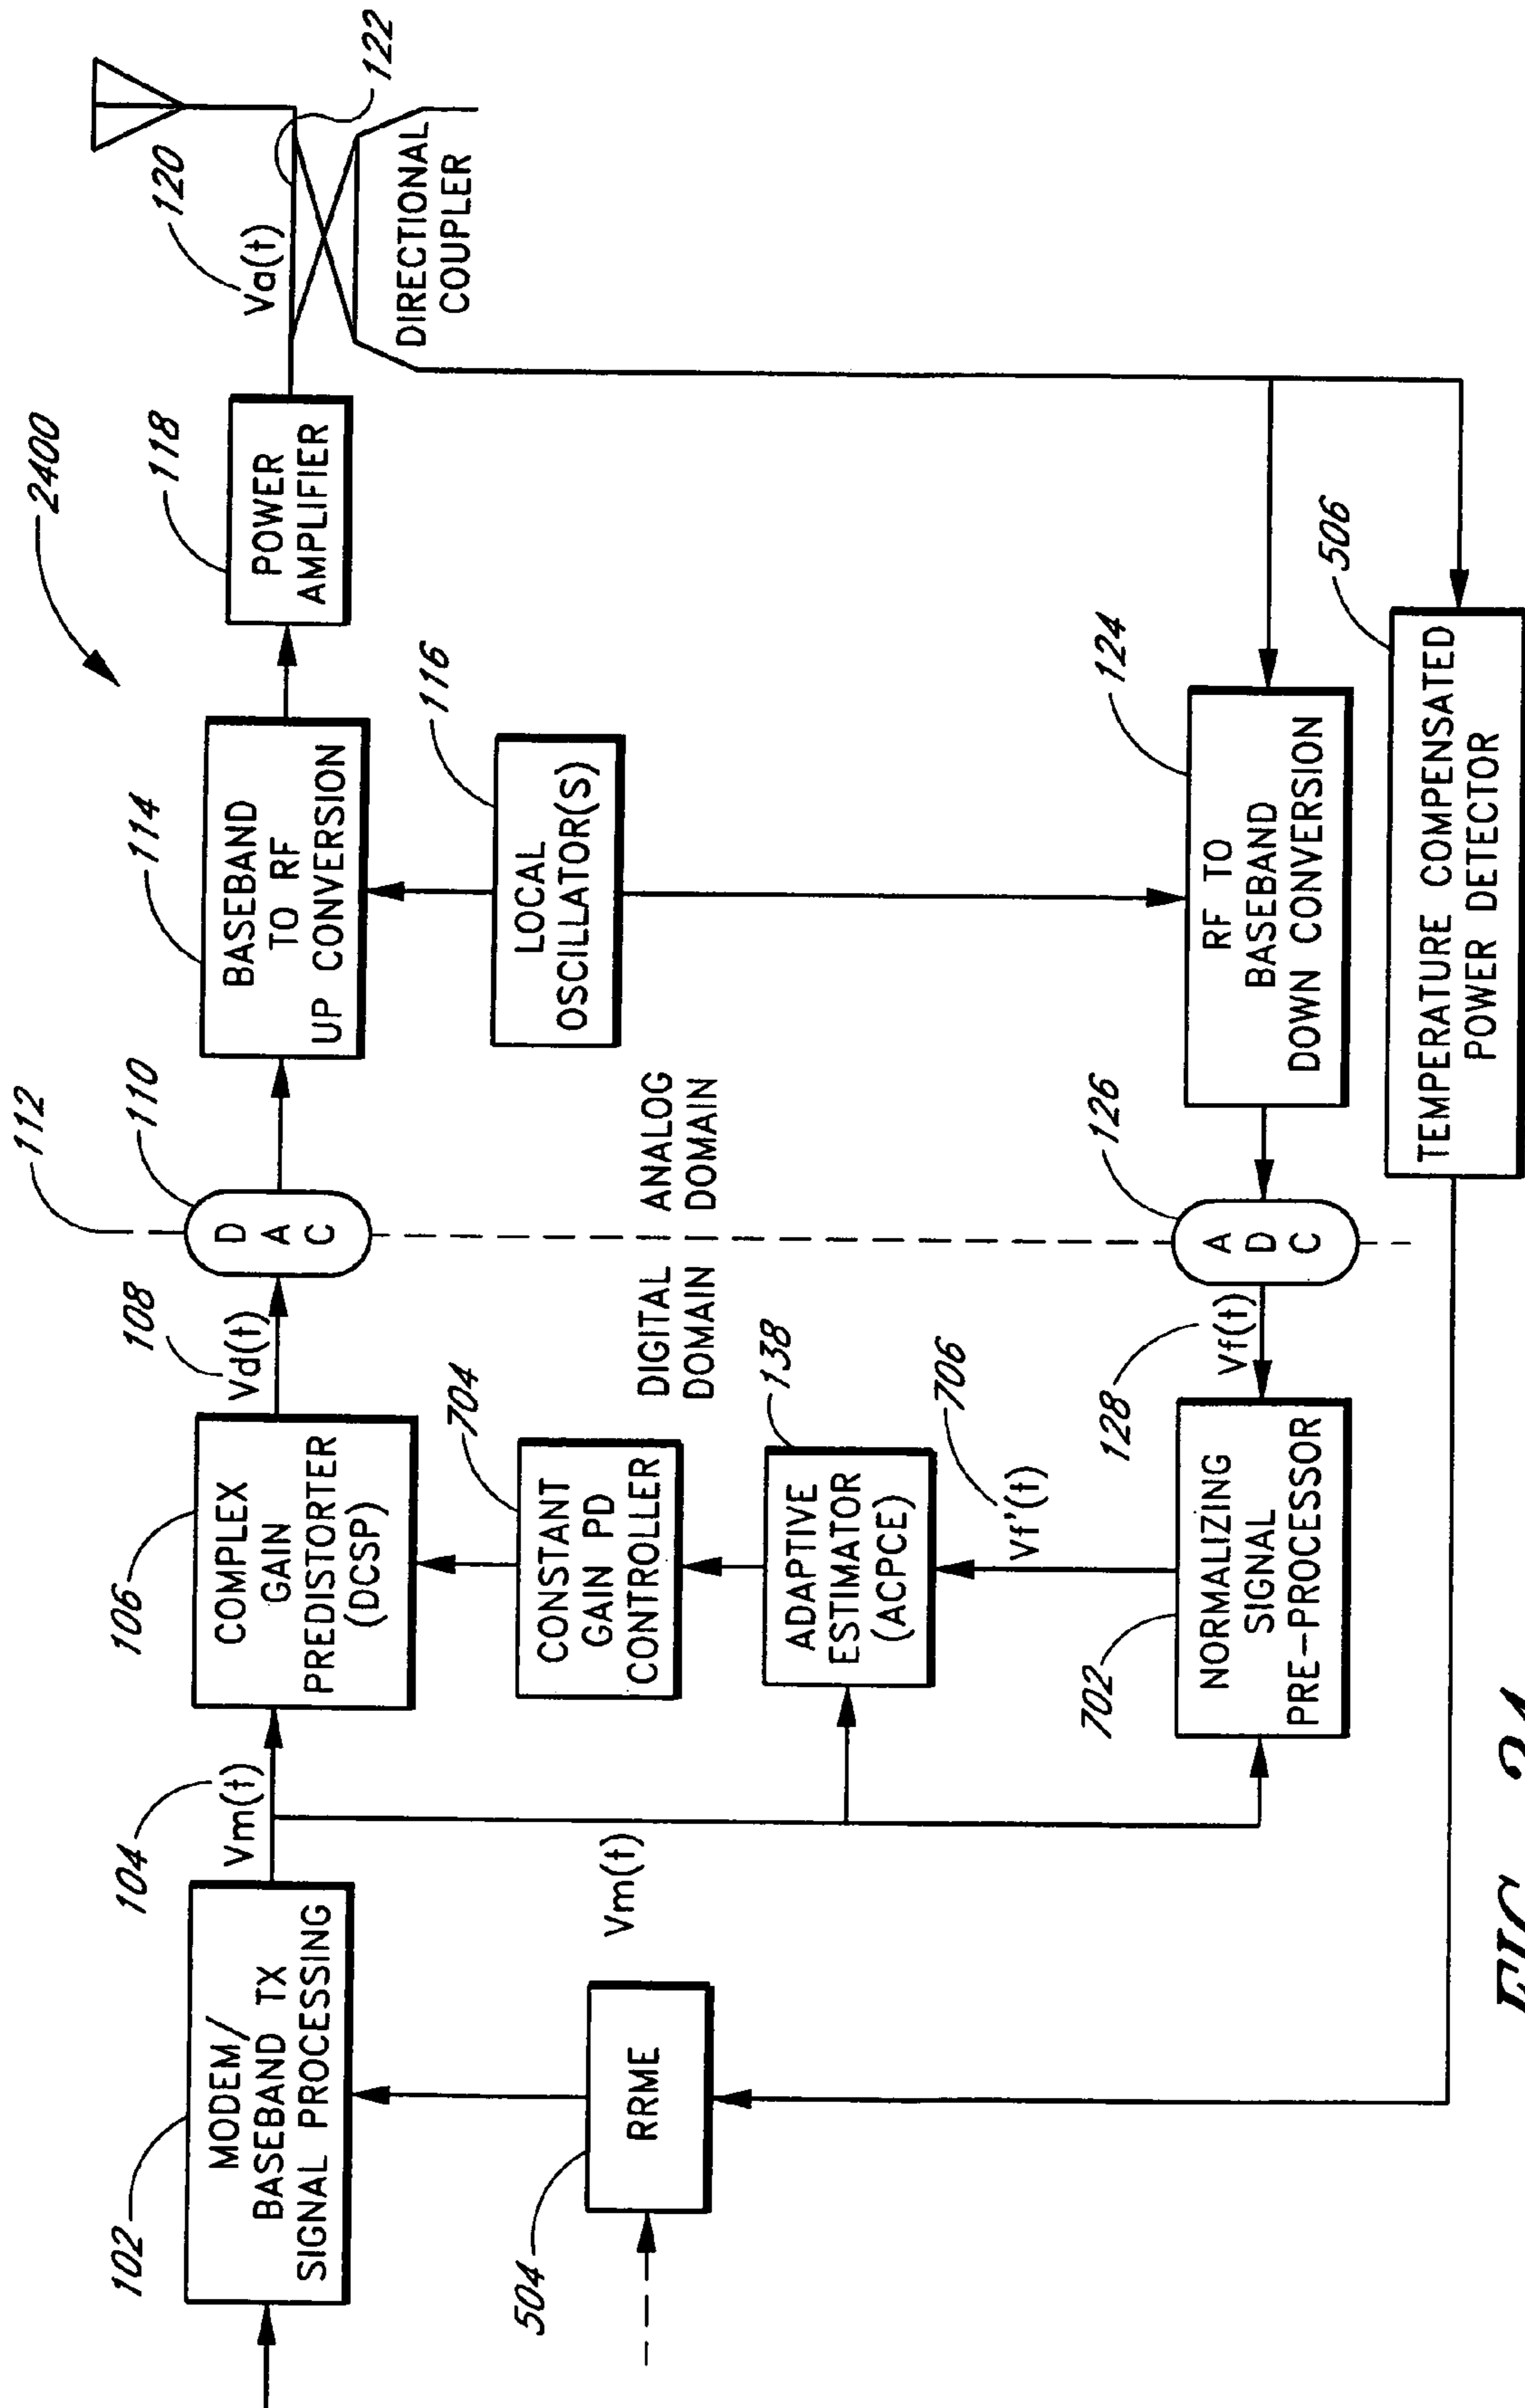 2400
102
MODEM/
BASEBAND TX
SIGNAL PROCESSING
104
Vm(t)
106
COMPLEX
GAIN
PREDISTORTER
(DCSP)
108
Vd(t)
112
110
D
A
C
114
BASEBAND
TO RF
UP CONVERSION
118
POWER
AMPLIFIER
120
Va(t)
122
DIRECTIONAL
COUPLER
504
RRME
Vm(t)
704
CONSTANT
GAIN PD
CONTROLLER
DIGITAL
DOMAIN
ANALOG
DOMAIN
116
LOCAL
OSCILLATOR(S)
138
ADAPTIVE
ESTIMATOR
(ACPCE)
706
Vf'(t)
702
NORMALIZING
SIGNAL
PRE-PROCESSOR
128
Vf(t)
126
A
D
C
124
RF TO
BASEBAND
DOWN CONVERSION
506
TEMPERATURE COMPENSATED
POWER DETECTOR